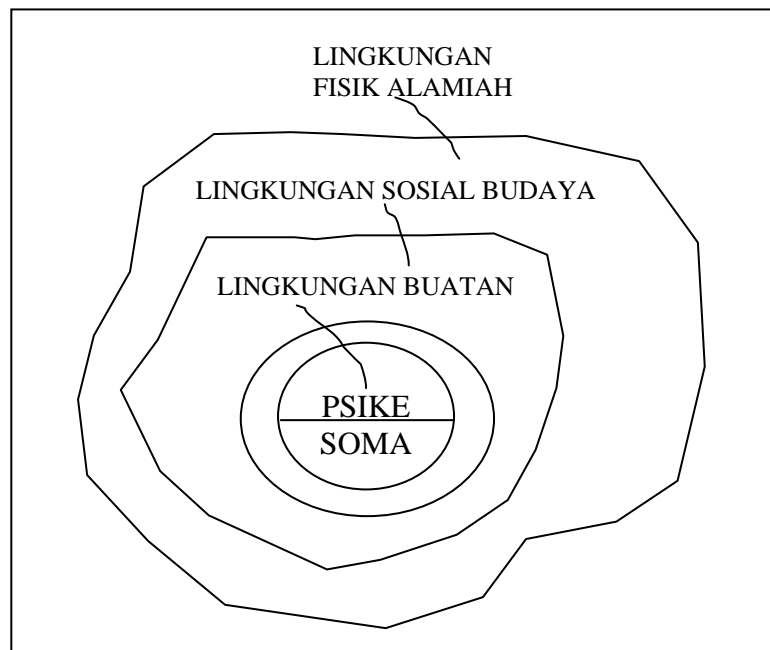 LINGKUNGAN
FISIK ALAMIAH
LINGKUNGAN SOSIAL BUDAYA
LINGKUNGAN BUATAN
PSIKE
SOMA